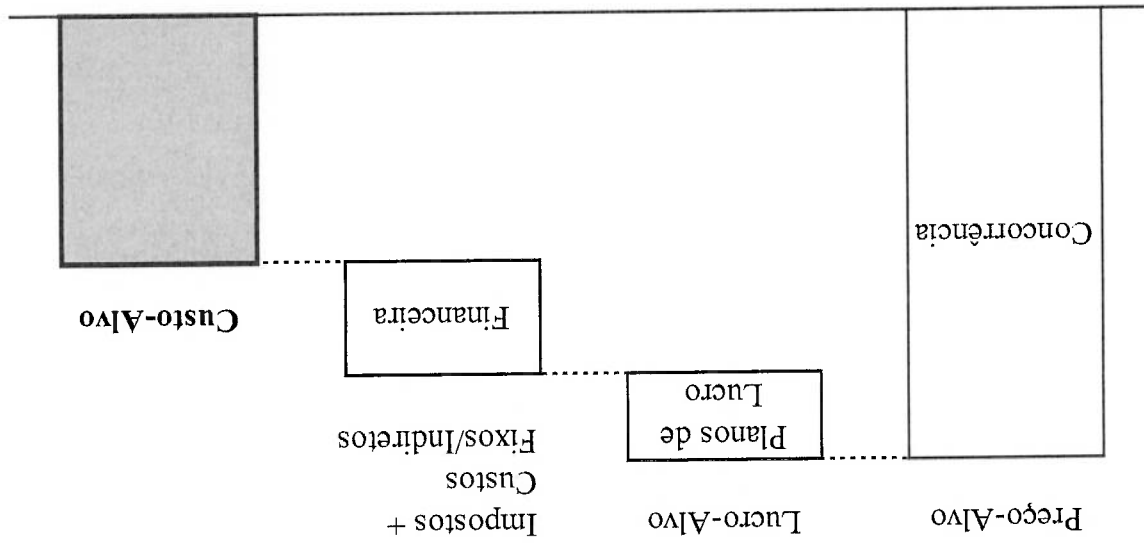 Preço-Alvo
Lucro-Alvo
Impostos +
Custos
Fixos/Indiretos
Custo-Alvo
Concorrência
Planos de
Lucro
Financeira